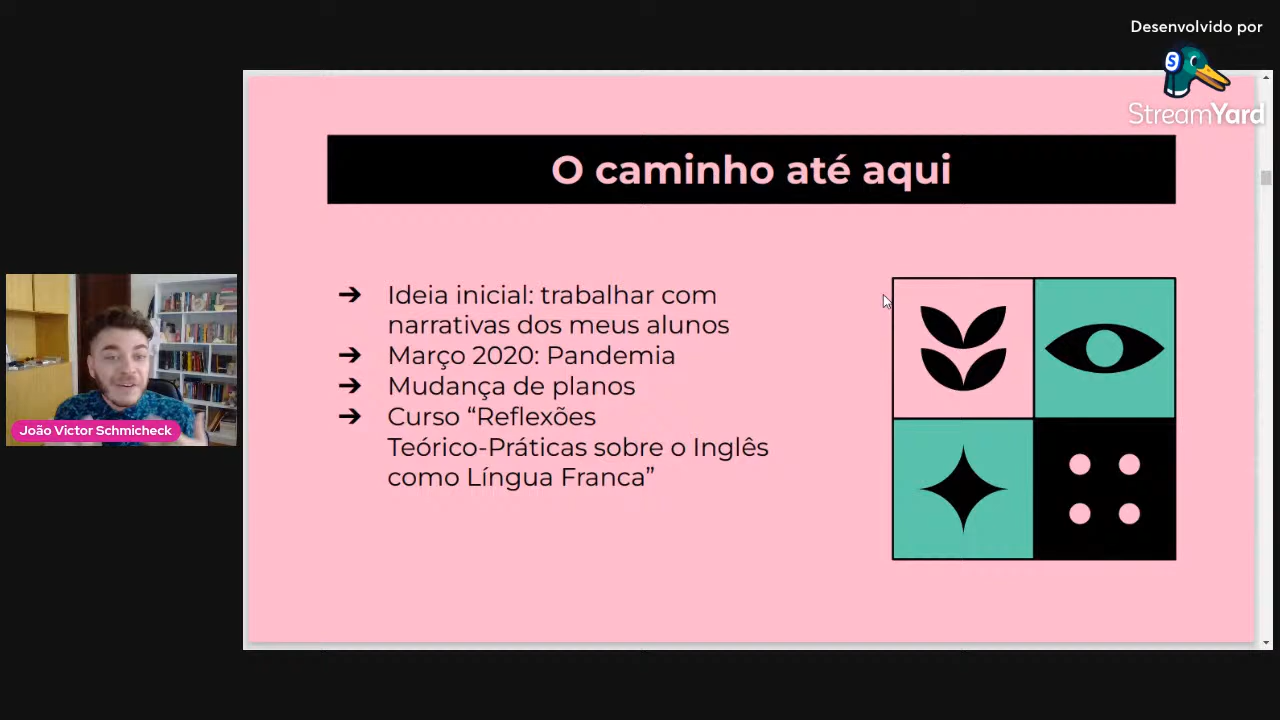 Desenvolvido por
S
StreamYard
O caminho até aqui
➔ Ideia inicial: trabalhar com
narrativas dos meus alunos
➔ Março 2020: Pandemia
➔ Mudança de planos
➔ Curso “Reflexões
Teórico-Práticas sobre o Inglês
como Língua Franca”
João Victor Schmicheck